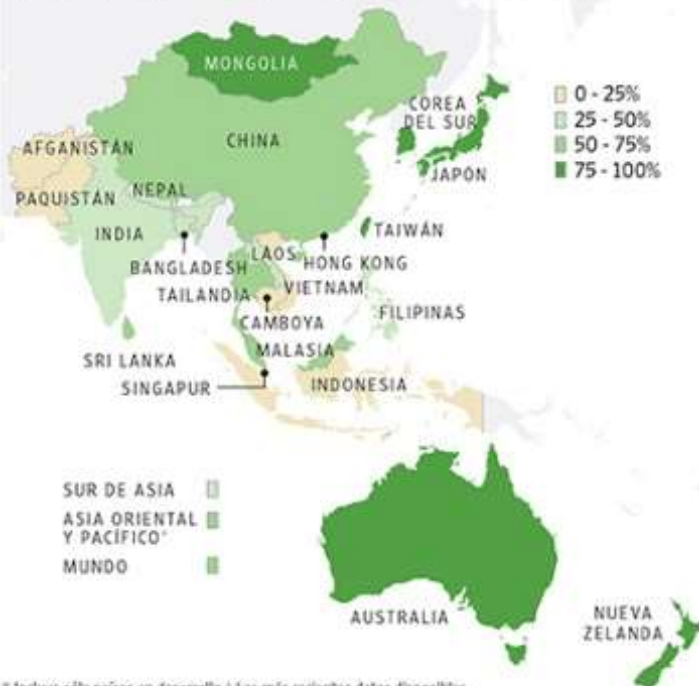 MONGOLIA
COREA
DEL SUR
0 - 25%
25 - 50%
50 - 75%
75 - 100%
AFGANISTÁN
CHINA
JAPÓN
PAQUISTÁN
NEPAL
INDIA
TAIWÁN
BANGLADESH
LAOS
HONG KONG
TAILANDIA
VIETNAM
CAMBOYA
FILIPINAS
MALASIA
SRI LANKA
SINGAPUR
INDONESIA
SUR DE ASIA
ASIA ORIENTAL
Y PACÍFICO*
MUNDO
AUSTRALIA
NUEVA
ZELANDA